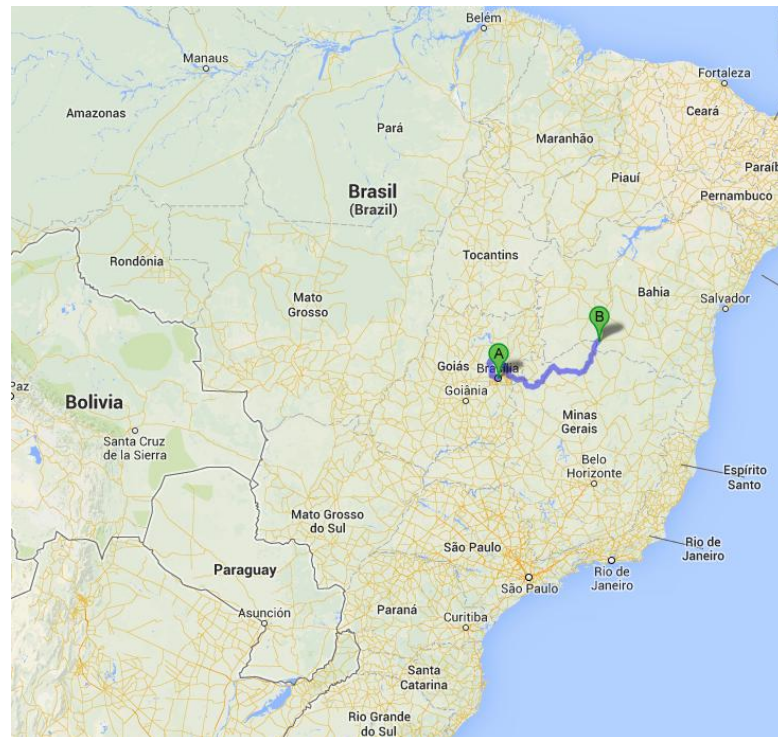 Belém
Manaus
Fortaleza
Amazonas
Ceará
Pará
Maranhão
Paraíb
Piauí
Brasil
(Brazil)
Pernambuco
Tocantins
Rondônia
Bahia
Mato
Grosso
Salvador
B
A
Goiás
Brasília
Paz
Goiânia
Bolivia
Minas
Gerais
Santa Cruz
de la Sierra
Belo
Horizonte
Espírito
Santo
Mato Grosso
do Sul
São Paulo
Rio de
Janeiro
Paraguay
Rio de
Janeiro
São Paulo
Asunción
Paraná
Curitiba
Santa
Catarina
Rio Grande
do Sul